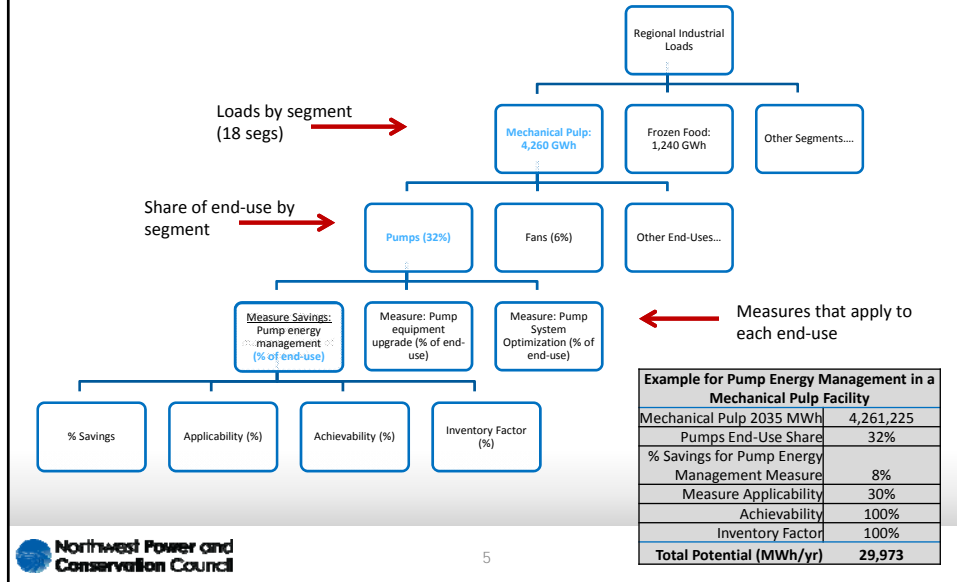 Regional Industrial
Loads
Loads by segment
(18 segs)
Mechanical Pulp:
4,260 GWh
Frozen Food:
1,240 GWh
Other Segments....
Share of end-use by
segment
Pumps (32%)
Fans (6%)
Other End-Uses...
Measure Savings:
Pump energy
management
(% of end-use)
Measure: Pump
equipment
upgrade (% of end-
use)
Measure: Pump
System
Optimization (% of
end-use)
Measures that apply to
each end-use
% Savings
Applicability (%)
Achievability (%)
Inventory Factor
(%)
Example for Pump Energy Management in a
Mechanical Pulp Facility
Mechanical Pulp 2035 MWh 4,261,225
Pumps End-Use Share 32%
% Savings for Pump Energy
Management Measure 8%
Measure Applicability 30%
Achievability 100%
Inventory Factor 100%
Total Potential (MWh/yr) 29,973
Northwest Power and
Conservation Council
5